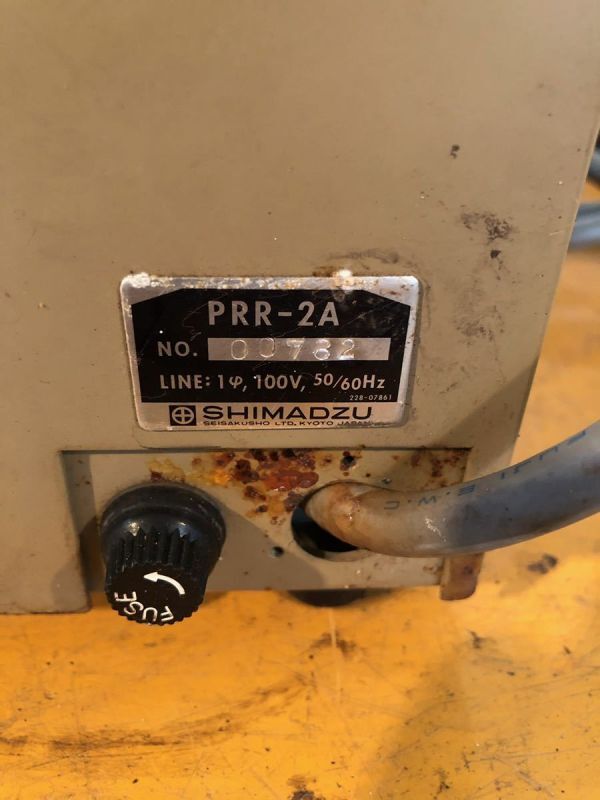 PRR-2A
NO. 00782
LINE: 1φ, 100V, 50/60Hz
228-07861
SHIMADZU
SEISAKUSHO LTD. KYOTO JAPAN
FUSE
E.W.C